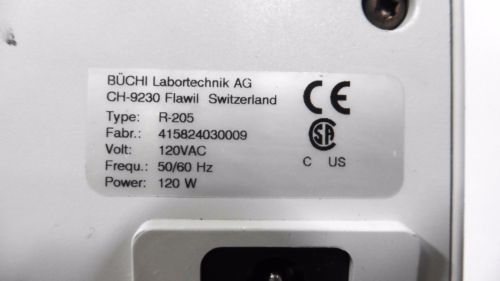 BÜCHI Labortechnik AG
CH-9230 Flawil Switzerland
Type: R-205
Fabr.: 415824030009
Volt: 120VAC
Frequ.: 50/60 Hz
Power: 120 W
CE
SA
C US